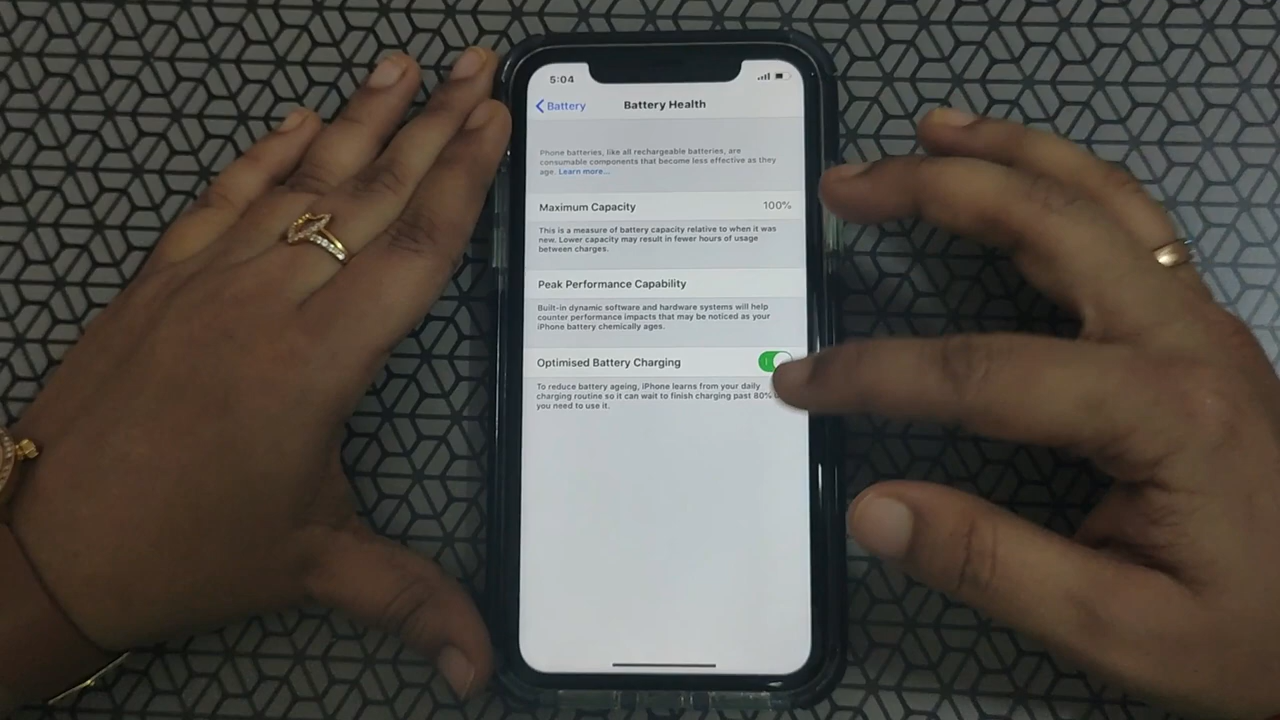 5:04
Battery
Battery Health
Phone batteries, like all rechargeable batteries, are
consumable components that become less effective as they
age. Learn more...
Maximum Capacity 100%
This is a measure of battery capacity relative to when it was
new. Lower capacity may result in fewer hours of usage
between charges.
Peak Performance Capability
Built-in dynamic software and hardware systems will help
counter performance impacts that may be noticed as your
iPhone battery chemically ages.
Optimised Battery Charging
To reduce battery ageing, iPhone learns from your daily
charging routine so it can wait to finish charging past 80%
you need to use it.